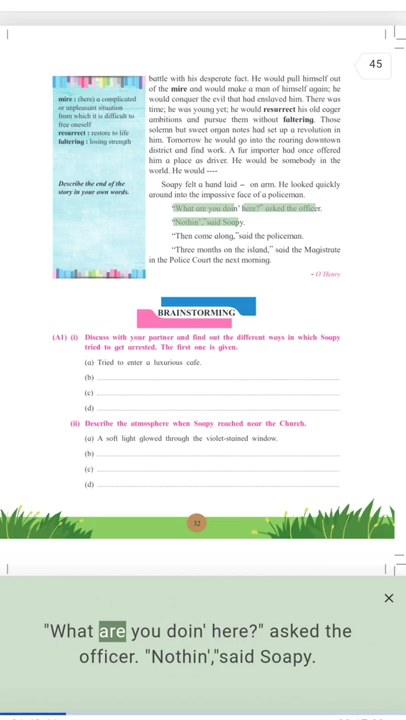 45
battle with his desperate fact. He would pull himself out
of the mire and would make a man of himself again; he
would conquer the evil that had enslaved him. There was
time; he was young yet; he would resurrect his old eager
ambitions and pursue them without faltering. Those
solemn but sweet organ notes had set up a revolution in
him. Tomorrow he would go into the roaring downtown
district and find work. A fur importer had once offered
him a place as driver. He would be somebody in the
world. He would ----
mire : (here) a complicated
or unpleasant situation
from which it is difficult to
free oneself
resurrect : restore to life
faltering : losing strength
Describe the end of the
story in your own words.
Soapy felt a hand laid – on arm. He looked quickly
around into the impassive face of a policeman.
“What are you doin’ here?” asked the officer.
“Nothin’,”said Soapy.
“Then come along,”said the policeman.
“Three months on the island,” said the Magistrate
in the Police Court the next morning.
- O’Henry
BRAINSTORMING
(A1) (i) Discuss with your partner and find out the different ways in which Soapy
tried to get arrested. The first one is given.
(a) Tried to enter a luxurious cafe.
(b)
(c)
(d)
(ii) Describe the atmosphere when Soapy reached near the Church.
(a) A soft light glowed through the violet-stained window.
(b)
(c)
(d)
32
"What are you doin' here?" asked the
officer. "Nothin',"said Soapy.